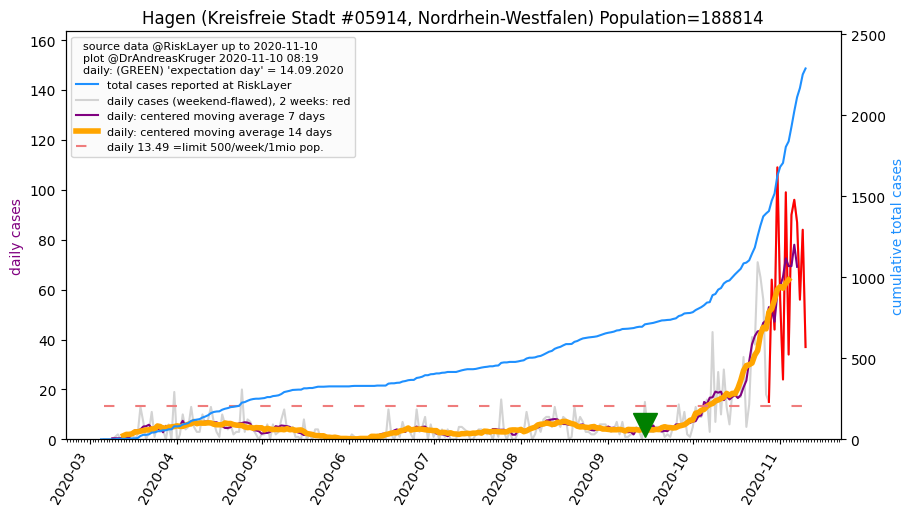 Hagen (Kreisfreie Stadt #05914, Nordrhein-Westfalen) Population=188814
source data @RiskLayer up to 2020-11-10
plot @DrAndreasKruger 2020-11-10 08:19
daily: (GREEN) 'expectation day' = 14.09.2020
total cases reported at RiskLayer
daily cases (weekend-flawed), 2 weeks: red
daily: centered moving average 7 days
daily: centered moving average 14 days
daily 13.49 =limit 500/week/1mio pop.
daily cases
160
140
120
100
80
60
40
20
0
cumulative total cases
2500
2000
1500
1000
500
0
2020-03
2020-04
2020-05
2020-06
2020-07
2020-08
2020-09
2020-10
2020-11